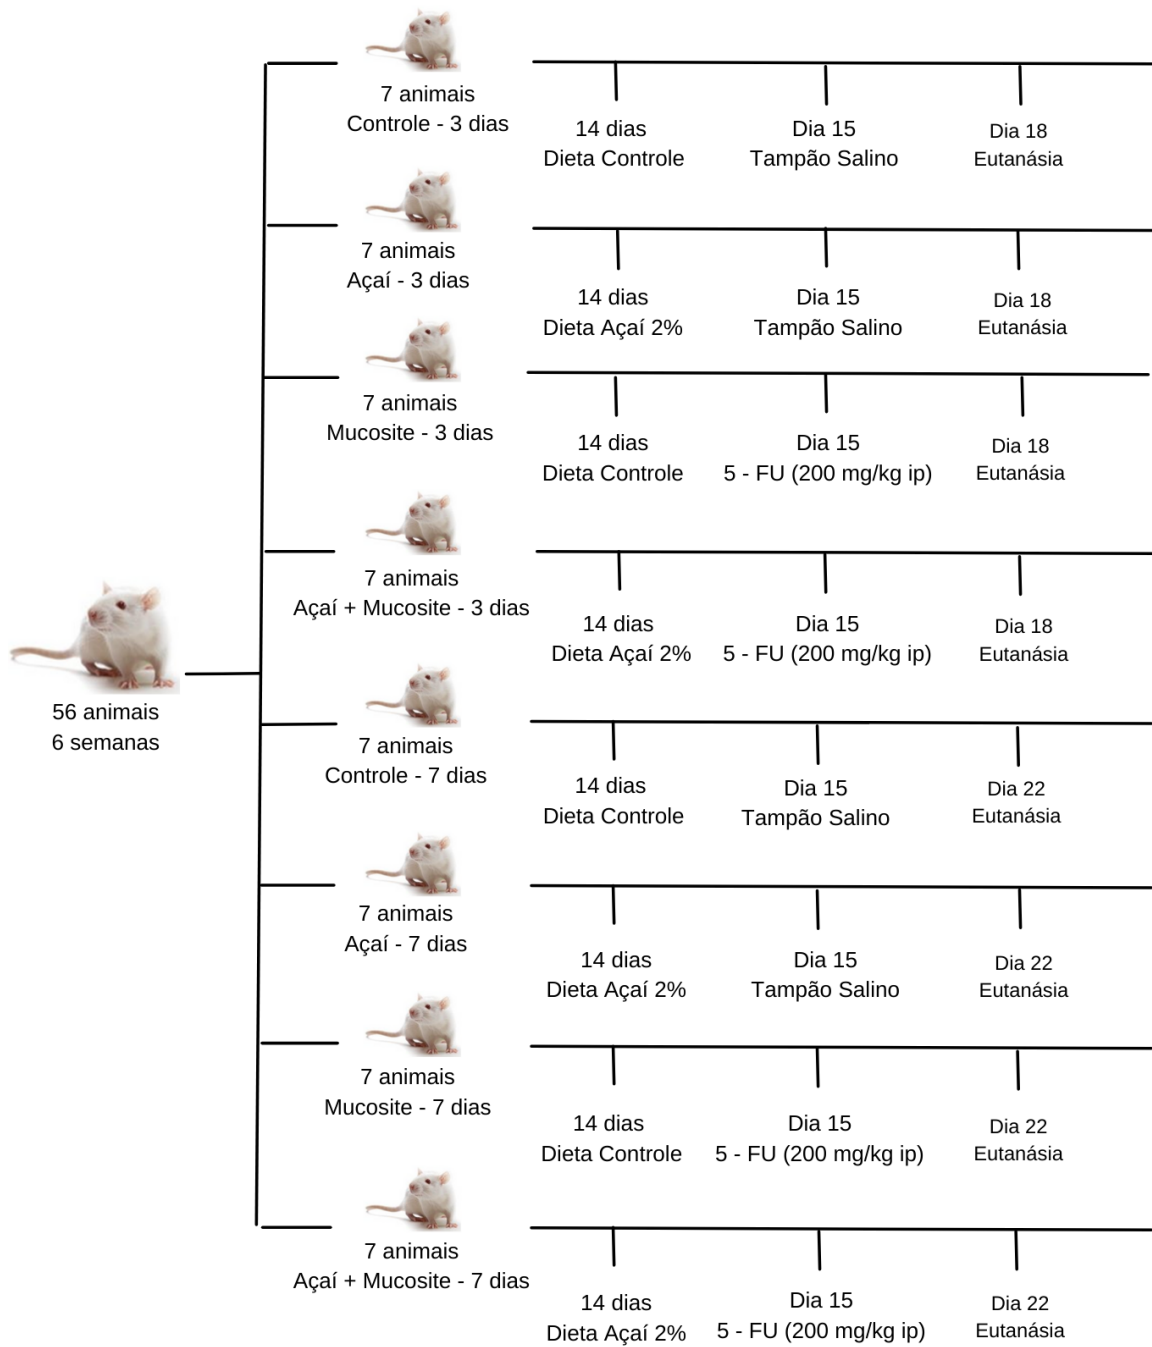 7 animais
Controle - 3 dias
14 dias
Dieta Controle
Dia 15
Tampão Salino
Dia 18
Eutanásia
7 animais
Açaí - 3 dias
14 dias
Dieta Açaí 2%
Dia 15
Tampão Salino
Dia 18
Eutanásia
7 animais
Mucosite - 3 dias
14 dias
Dieta Controle
Dia 15
5 - FU (200 mg/kg ip)
Dia 18
Eutanásia
7 animais
Açaí + Mucosite - 3 dias
14 dias
Dieta Açaí 2%
Dia 15
5 - FU (200 mg/kg ip)
Dia 18
Eutanásia
56 animais
6 semanas
7 animais
Controle - 7 dias
14 dias
Dieta Controle
Dia 15
Tampão Salino
Dia 22
Eutanásia
7 animais
Açaí - 7 dias
14 dias
Dieta Açaí 2%
Dia 15
Tampão Salino
Dia 22
Eutanásia
7 animais
Mucosite - 7 dias
14 dias
Dieta Controle
Dia 15
5 - FU (200 mg/kg ip)
Dia 22
Eutanásia
7 animais
Açaí + Mucosite - 7 dias
14 dias
Dieta Açaí 2%
Dia 15
5 - FU (200 mg/kg ip)
Dia 22
Eutanásia